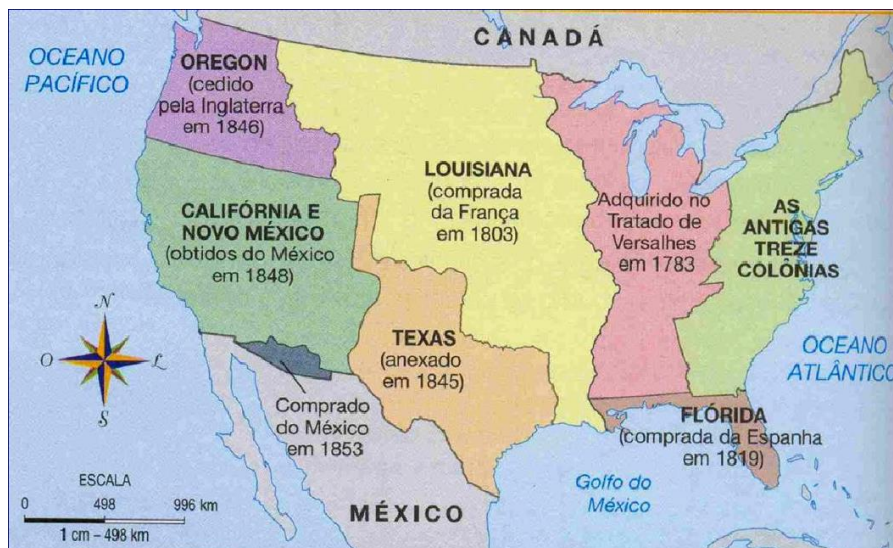 CANADÁ
OCEANO
PACÍFICO
OREGON
(cedido
pela Inglaterra
em 1846)
LOUISIANA
(comprada
da França
em 1803)
Adquirido no
Tratado de
Versalhes
em 1783
AS
ANTIGAS
TREZE
COLÔNIAS
CALIFÓRNIA E
NOVO MÉXICO
(obtidos do México
em 1848)
TEXAS
(anexado
em 1845)
OCEANO
ATLÂNTICO
N
O
L
S
Comprado
do México
em 1853
FLÓRIDA
(comprada da Espanha
em 1819)
Golfo do
México
MÉXICO
ESCALA
0 498 996 km
1 cm – 498 km